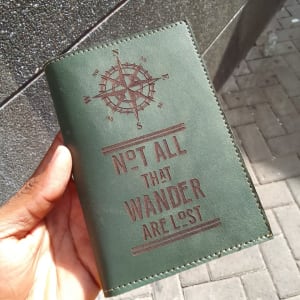 NOT ALL
THAT
WANDER
ARE LOST